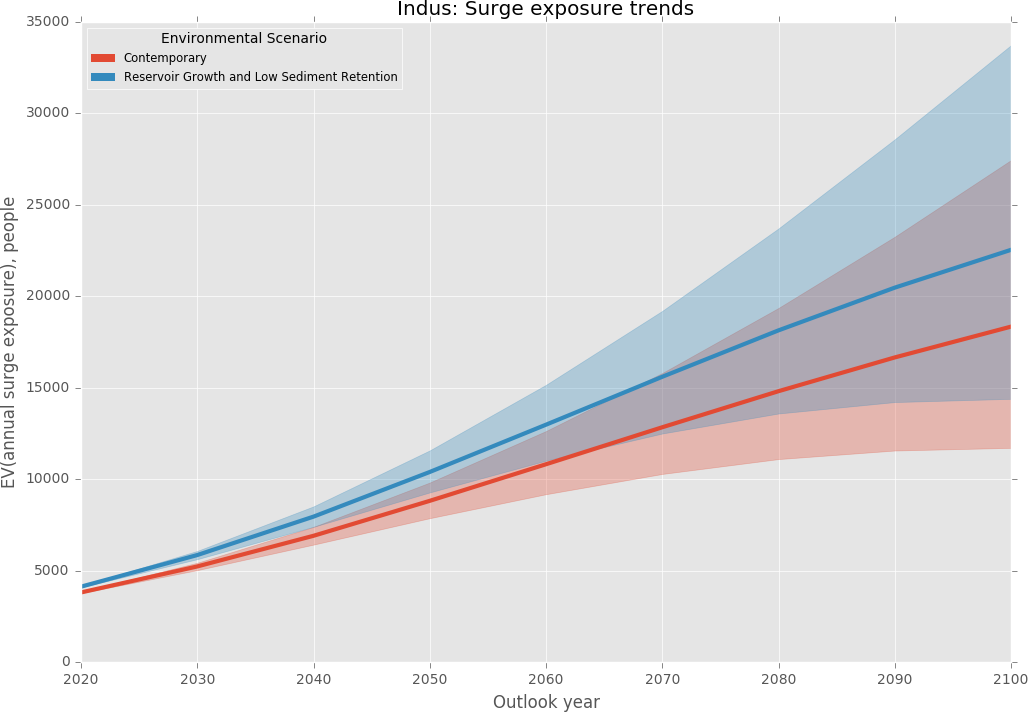 Indus: Surge exposure trends
Environmental Scenario
Contemporary
Reservoir Growth and Low Sediment Retention
EV(annual surge exposure), people
35000
30000
25000
20000
15000
10000
5000
0
2020 2030 2040 2050 2060 2070 2080 2090 2100
Outlook year